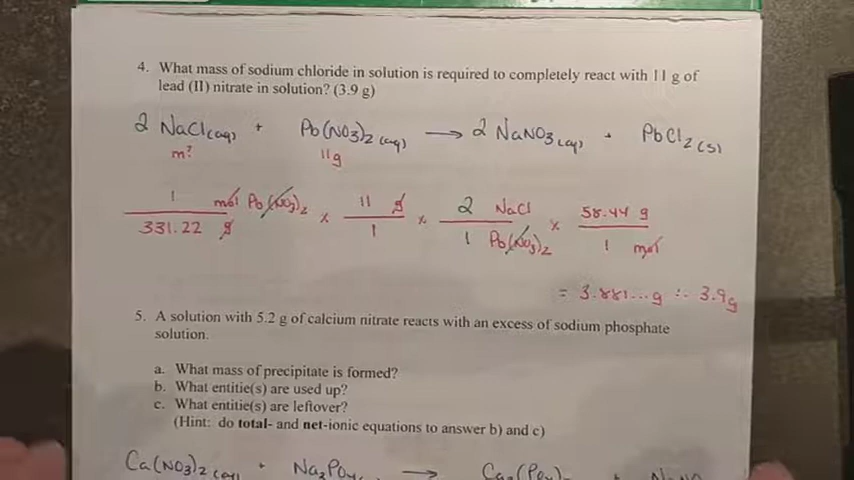 4. What mass of sodium chloride in solution is required to completely react with 11 g of
lead (II) nitrate in solution? (3.9 g)
2 NaCl(aq) + Pb(NO3)2 (aq) → 2 NaNO3 (aq) + PbCl2 (s)
m? 11g
1 mol Pb(NO3)2 × 11 g × 2 NaCl × 58.44 g
331.22 g 1 1 Pb(NO3)2 1 mol
= 3.881...g ∴ 3.9g
5. A solution with 5.2 g of calcium nitrate reacts with an excess of sodium phosphate
solution.
a. What mass of precipitate is formed?
b. What entitie(s) are used up?
c. What entitie(s) are leftover?
(Hint: do total- and net-ionic equations to answer b) and c)
Ca(NO3)2 (aq) + Na3PO4 →